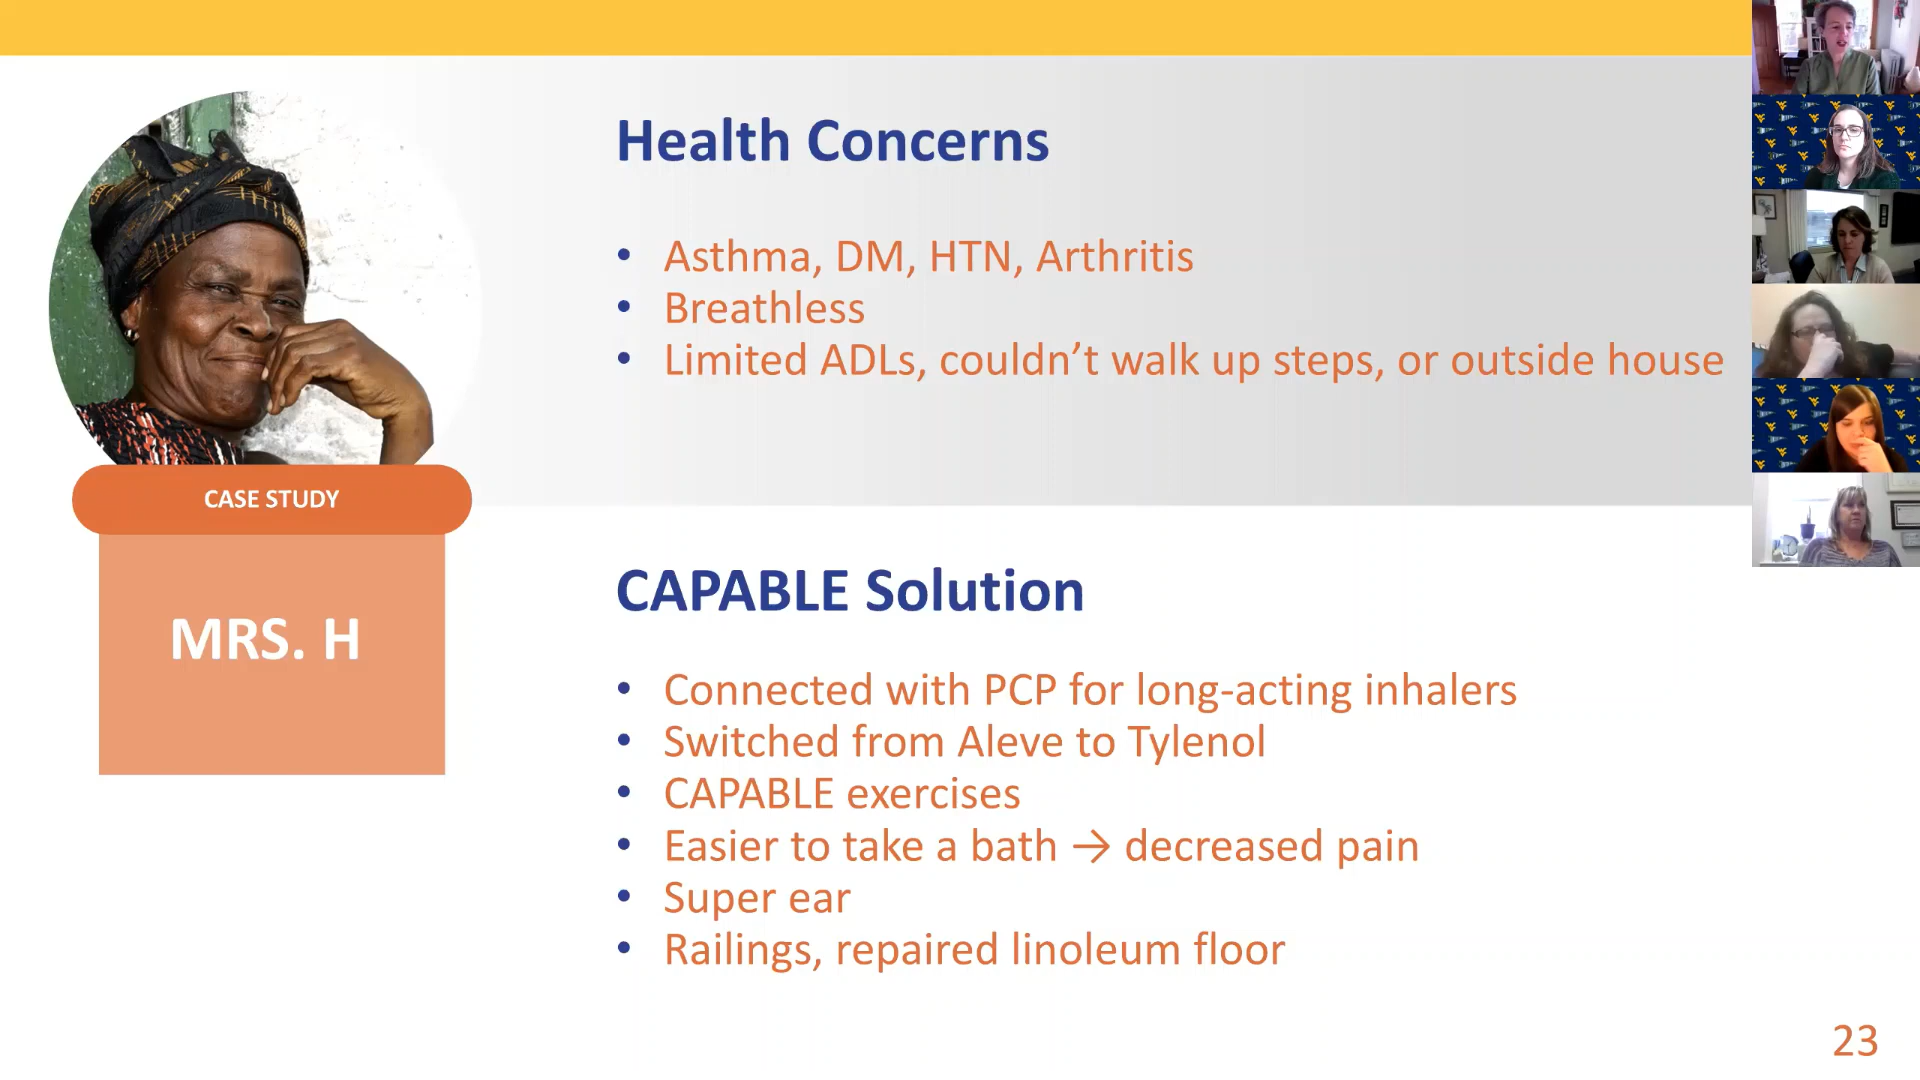 Health Concerns
• Asthma, DM, HTN, Arthritis
• Breathless
• Limited ADLs, couldn’t walk up steps, or outside house
CASE STUDY
MRS. H
CAPABLE Solution
• Connected with PCP for long-acting inhalers
• Switched from Aleve to Tylenol
• CAPABLE exercises
• Easier to take a bath → decreased pain
• Super ear
• Railings, repaired linoleum floor
23